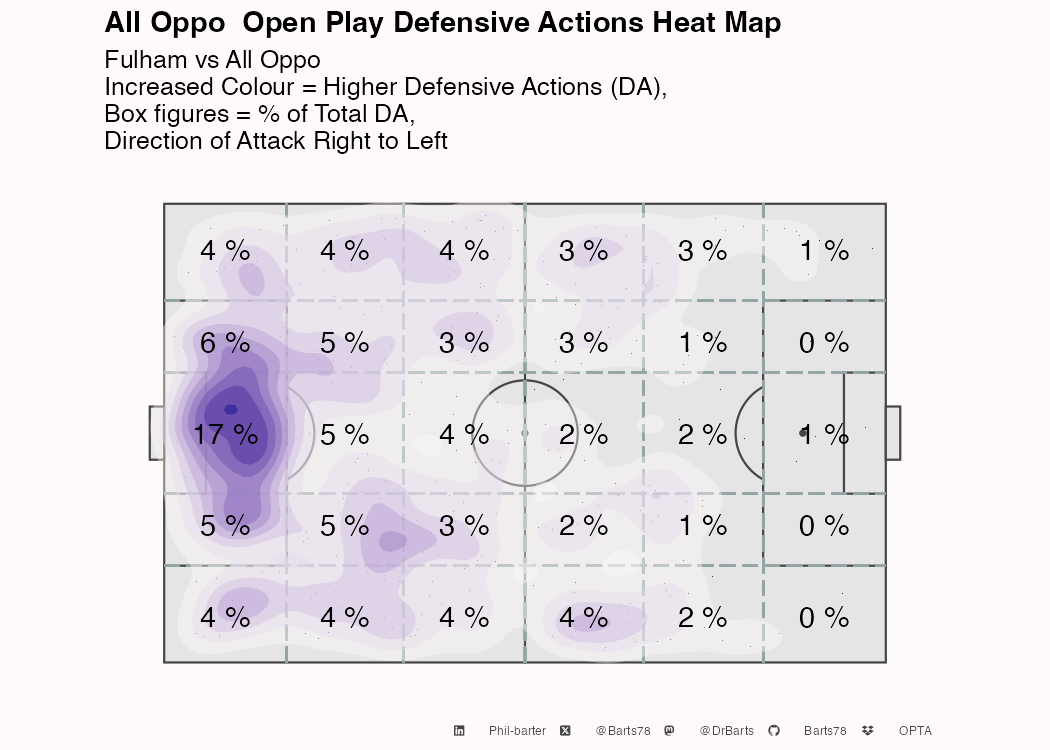 All Oppo  Open Play Defensive Actions Heat Map
Fulham vs All Oppo
Increased Colour = Higher Defensive Actions (DA),
Box figures = % of Total DA,
Direction of Attack Right to Left
4 % 4 % 4 % 3 % 3 % 1 %
6 % 5 % 3 % 3 % 1 % 0 %
17 % 5 % 4 % 2 % 2 % 1 %
5 % 5 % 3 % 2 % 1 % 0 %
4 % 4 % 4 % 4 % 2 % 0 %
Phil-barter @Barts78 @DrBarts Barts78 OPTA